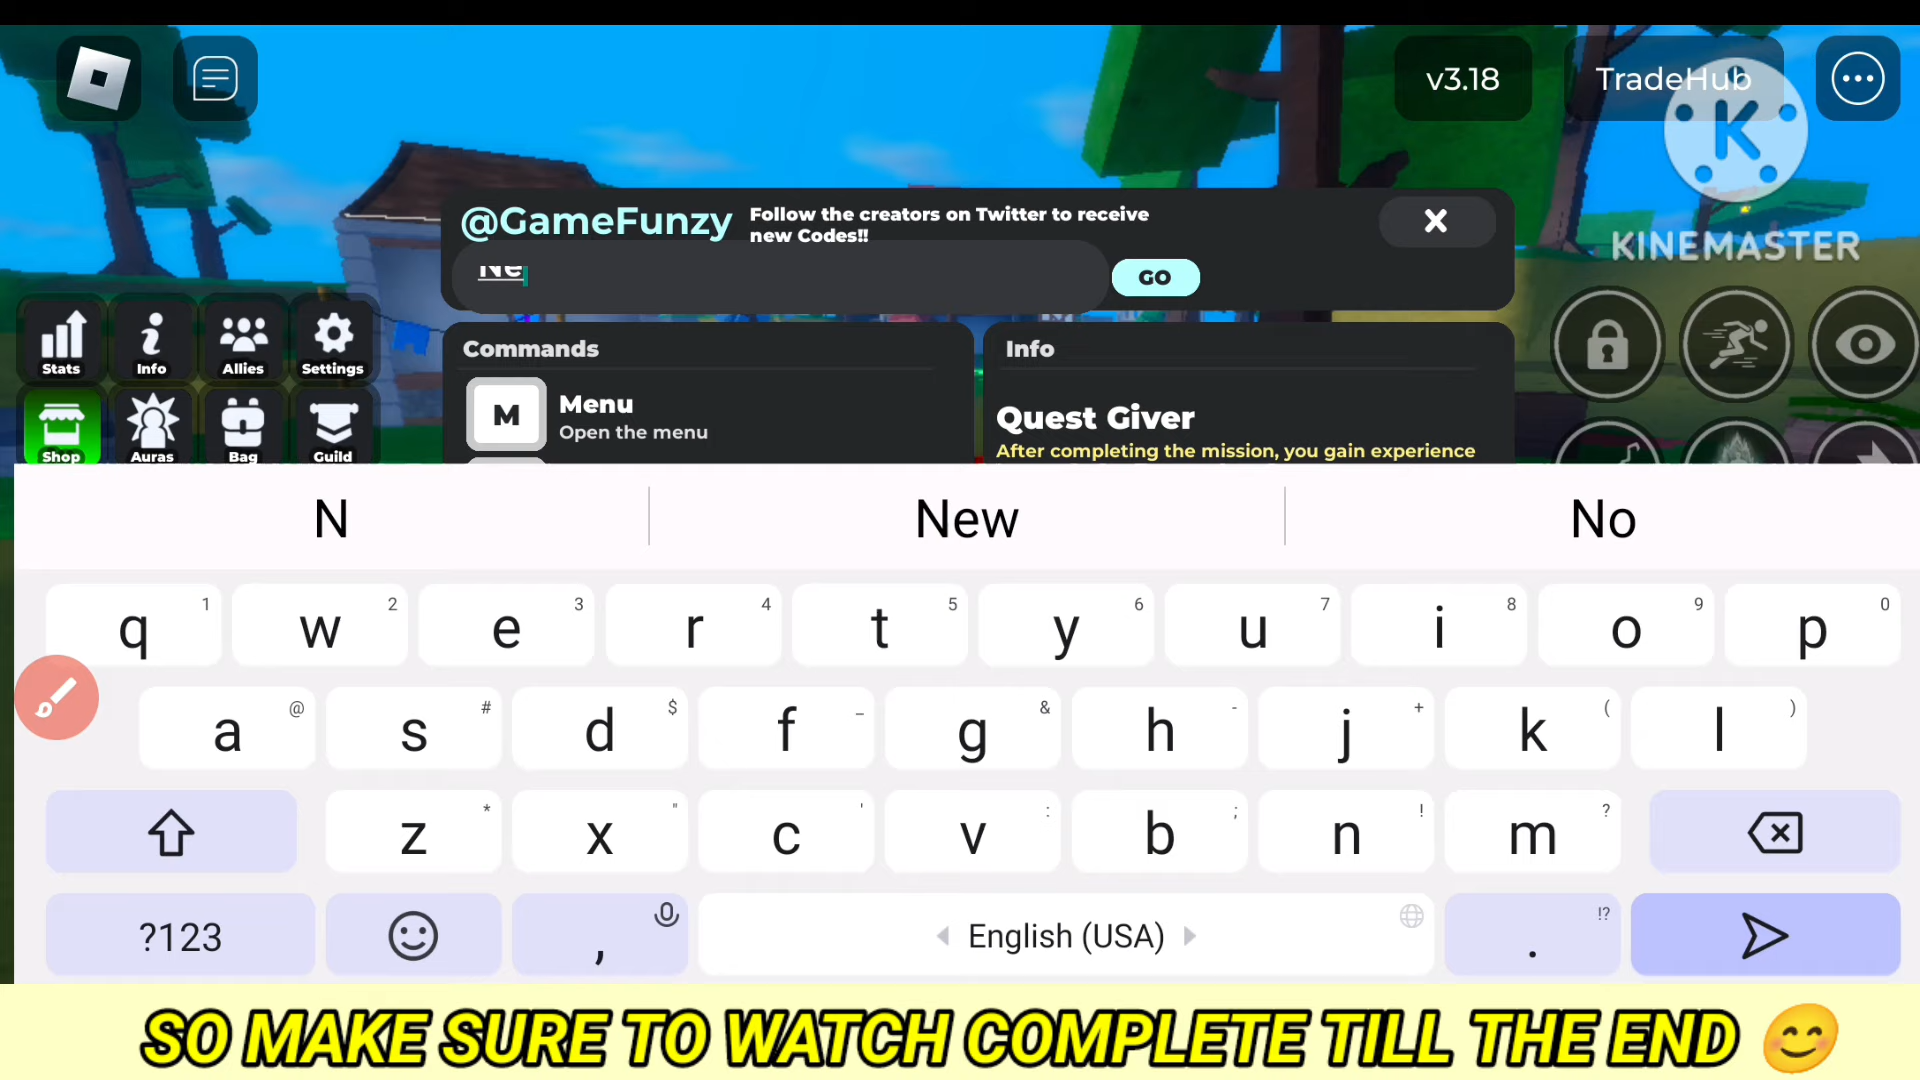 v3.18
TradeHub
K
KINEMASTER
@GameFunzy
Follow the creators on Twitter to receive
new Codes!!
X
Ne
GO
Stats
Info
Allies
Settings
Shop
Auras
Bag
Guild
Commands
M
Menu
Open the menu
Info
Quest Giver
After completing the mission, you gain experience
N
New
No
q 1 w 2 e 3 r 4 t 5 y 6 u 7 i 8 o 9 p 0
a @ s # d $ f _ g & h - j + k ( l )
z * x " c ' v : b ; n ! m ?
?123 , English (USA) . !?
SO MAKE SURE TO WATCH COMPLETE TILL THE END 😊